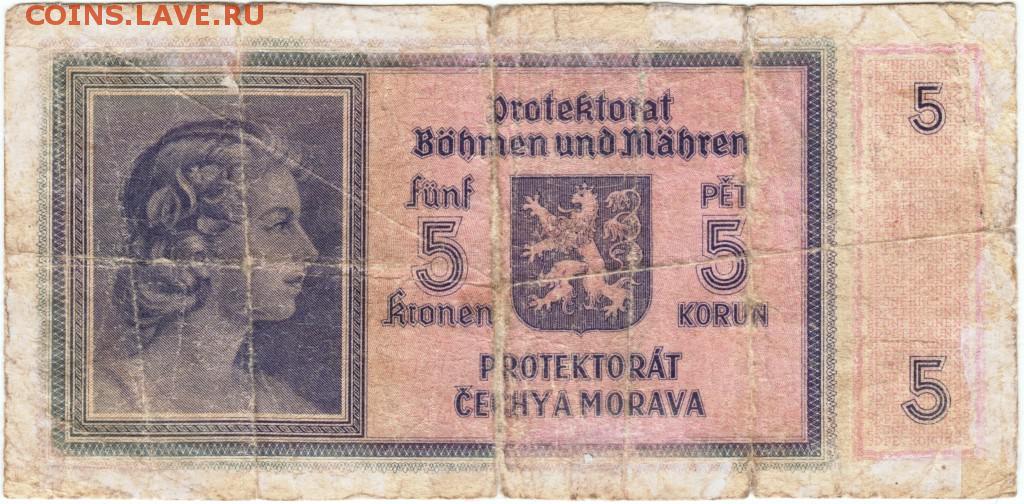 COINS.LAVE.RU
Protektorat
Böhmen und Mähren
fünf PĚT
5 5
Kronen KORUN
PROTEKTORÁT
ČECHY A MORAVA
5
5